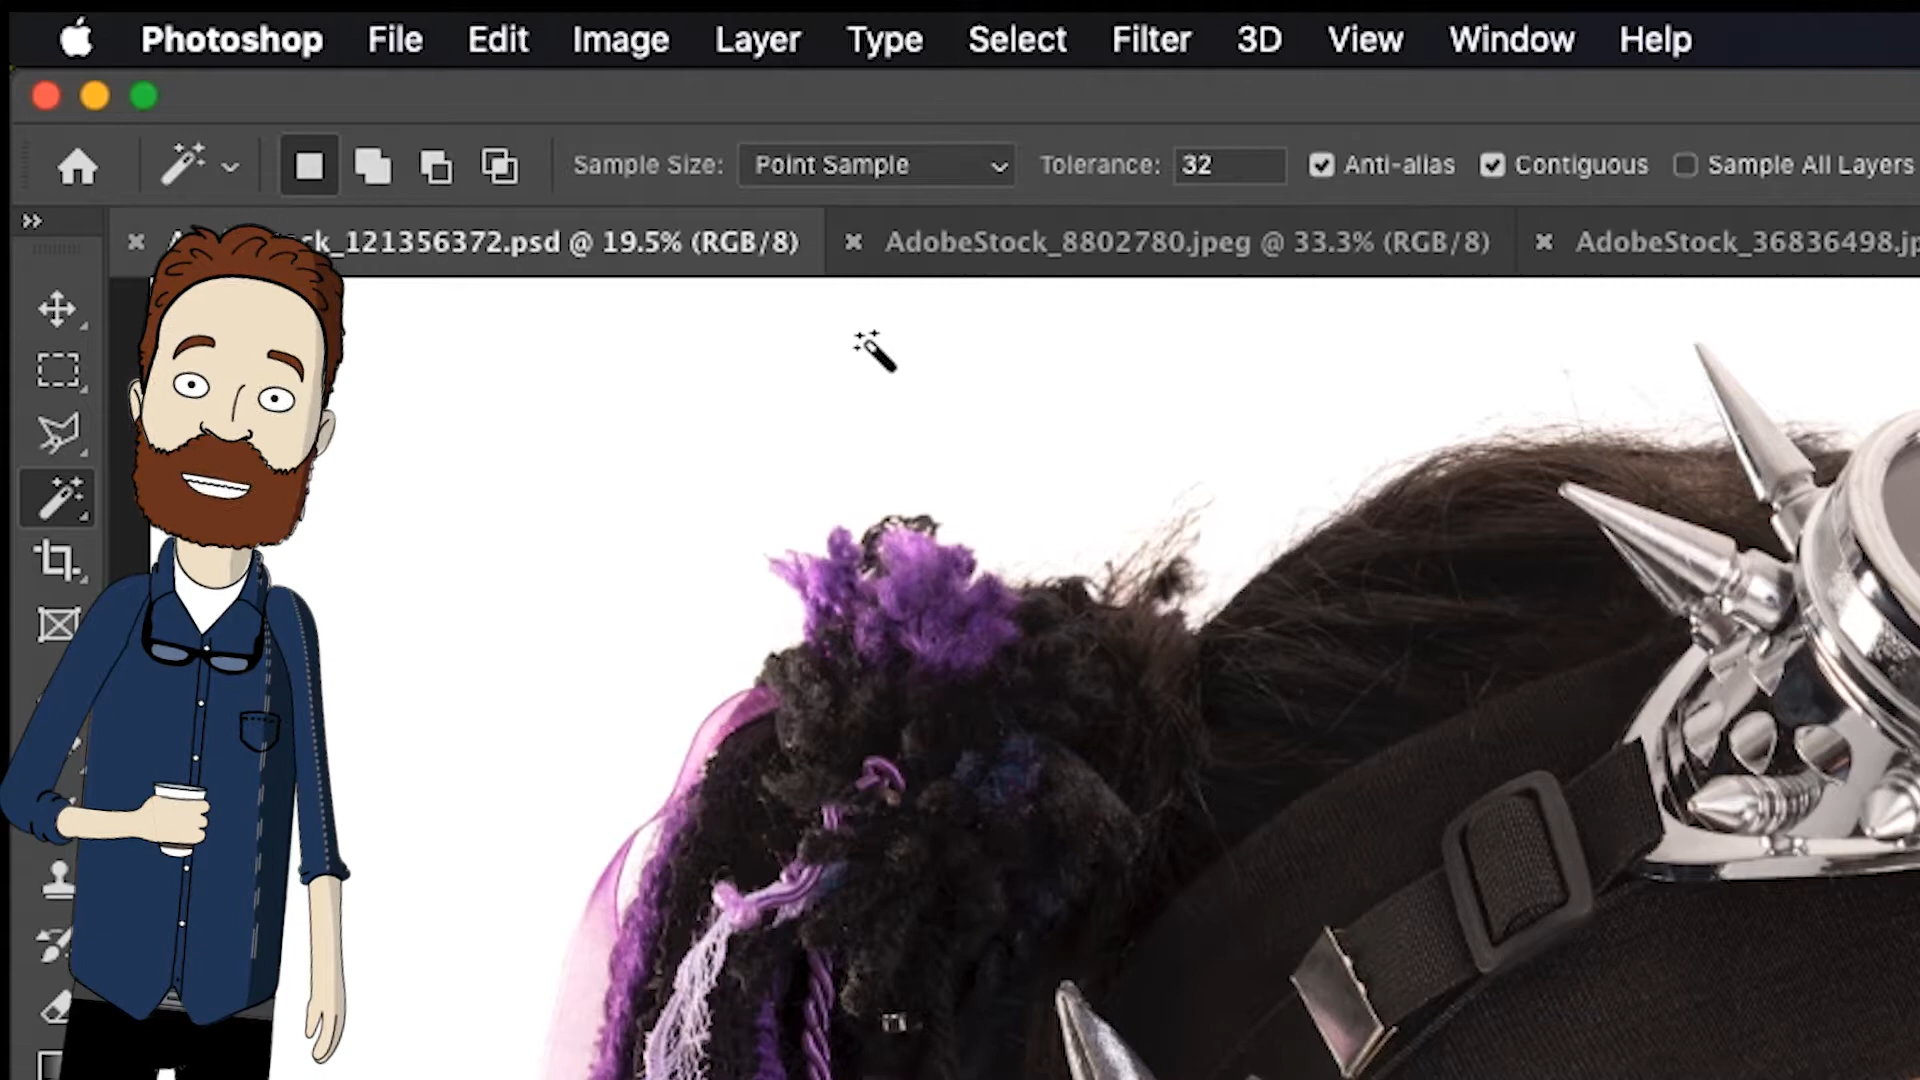 Photoshop File Edit Image Layer Type Select Filter 3D View Window Help
Sample Size: Point Sample Tolerance: 32 Anti-alias Contiguous Sample All Layers
ck_121356372.psd @ 19.5% (RGB/8) AdobeStock_8802780.jpeg @ 33.3% (RGB/8) AdobeStock_36836498.jp